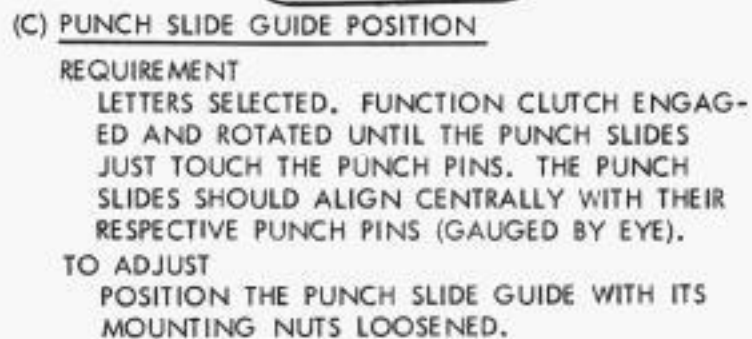 (C) PUNCH SLIDE GUIDE POSITION
REQUIREMENT
LETTERS SELECTED. FUNCTION CLUTCH ENGAG-
ED AND ROTATED UNTIL THE PUNCH SLIDES
JUST TOUCH THE PUNCH PINS. THE PUNCH
SLIDES SHOULD ALIGN CENTRALLY WITH THEIR
RESPECTIVE PUNCH PINS (GAUGED BY EYE).
TO ADJUST
POSITION THE PUNCH SLIDE GUIDE WITH ITS
MOUNTING NUTS LOOSENED.